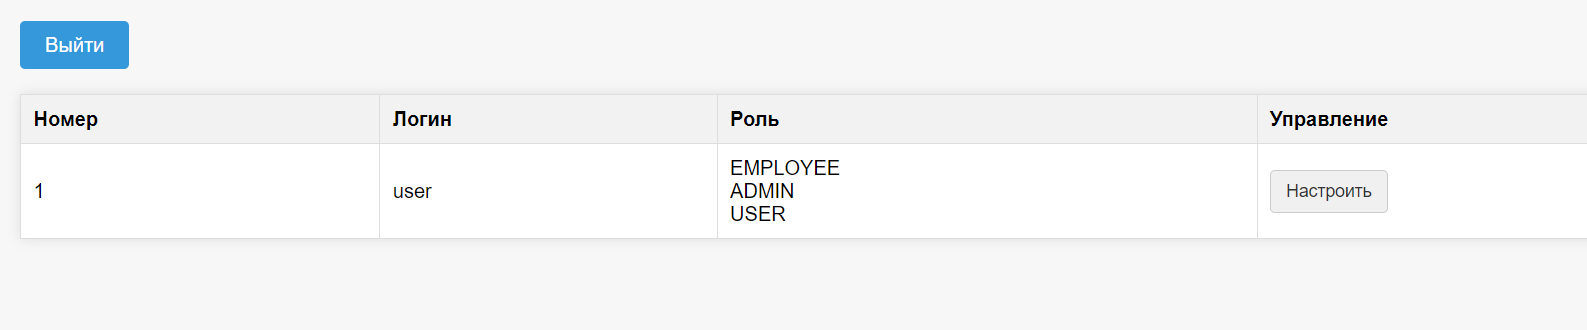 Выйти
Номер Логин Роль Управление
1 user EMPLOYEE
ADMIN
USER
Настроить